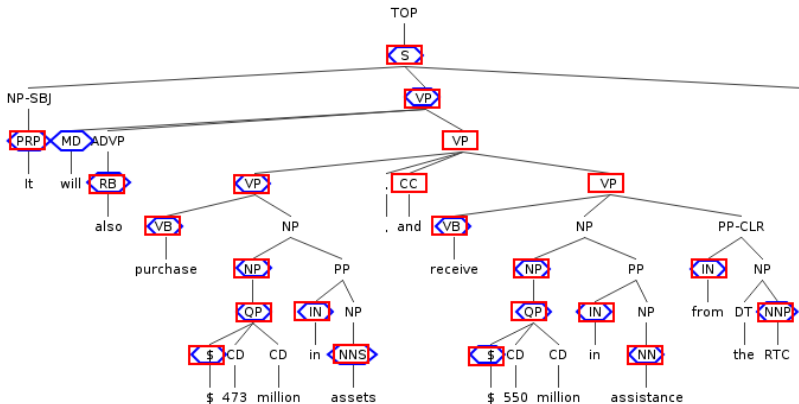 TOP
S
NP-SBJ VP
PRP MD ADVP VP
It will RB VP CC VP
also VB NP , and VB NP PP-CLR
purchase NP PP receive NP PP IN NP
QP IN NP QP IN NP from DT NNP
$ CD CD in NNS $ CD CD in NN the RTC
$ 473 million assets $ 550 million assistance